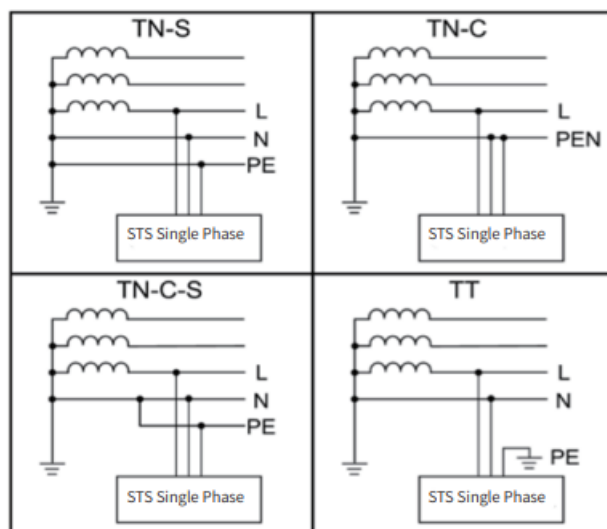 TN-S
L
N
PE
STS Single Phase
TN-C
L
PEN
STS Single Phase
TN-C-S
L
N
PE
STS Single Phase
TT
L
N
PE
STS Single Phase